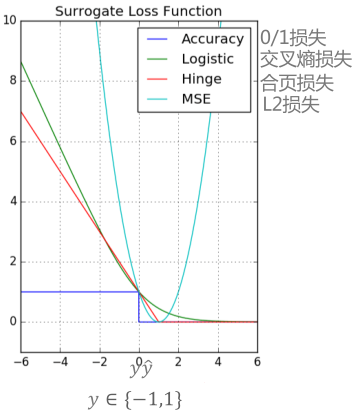 Surrogate Loss Function
10
8
6
4
2
0
Accuracy
Logistic
Hinge
MSE
0/1损失
交叉熵损失
合页损失
L2损失
-6 -4 -2 0 2 4 6
yŷ
y ∈ {−1,1}